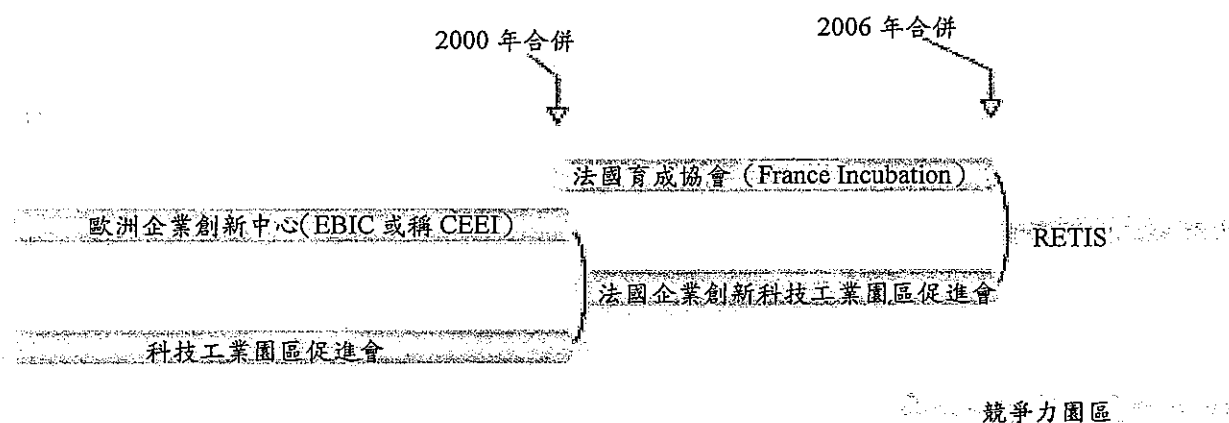 2000 年合併
2006 年合併
法國育成協會（France Incubation）
歐洲企業創新中心(EBIC 或稱 CEEI)
RETIS
法國企業創新科技工業園區促進會
科技工業園區促進會
競爭力園區